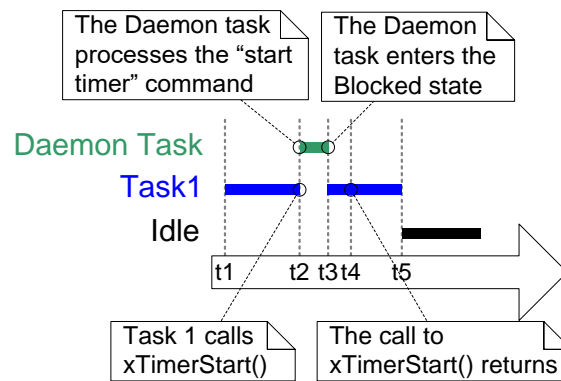 The Daemon task
processes the “start
timer” command
The Daemon
task enters the
Blocked state
Daemon Task
Task1
Idle
t1 t2 t3 t4 t5
Task 1 calls
xTimerStart()
The call to
xTimerStart() returns